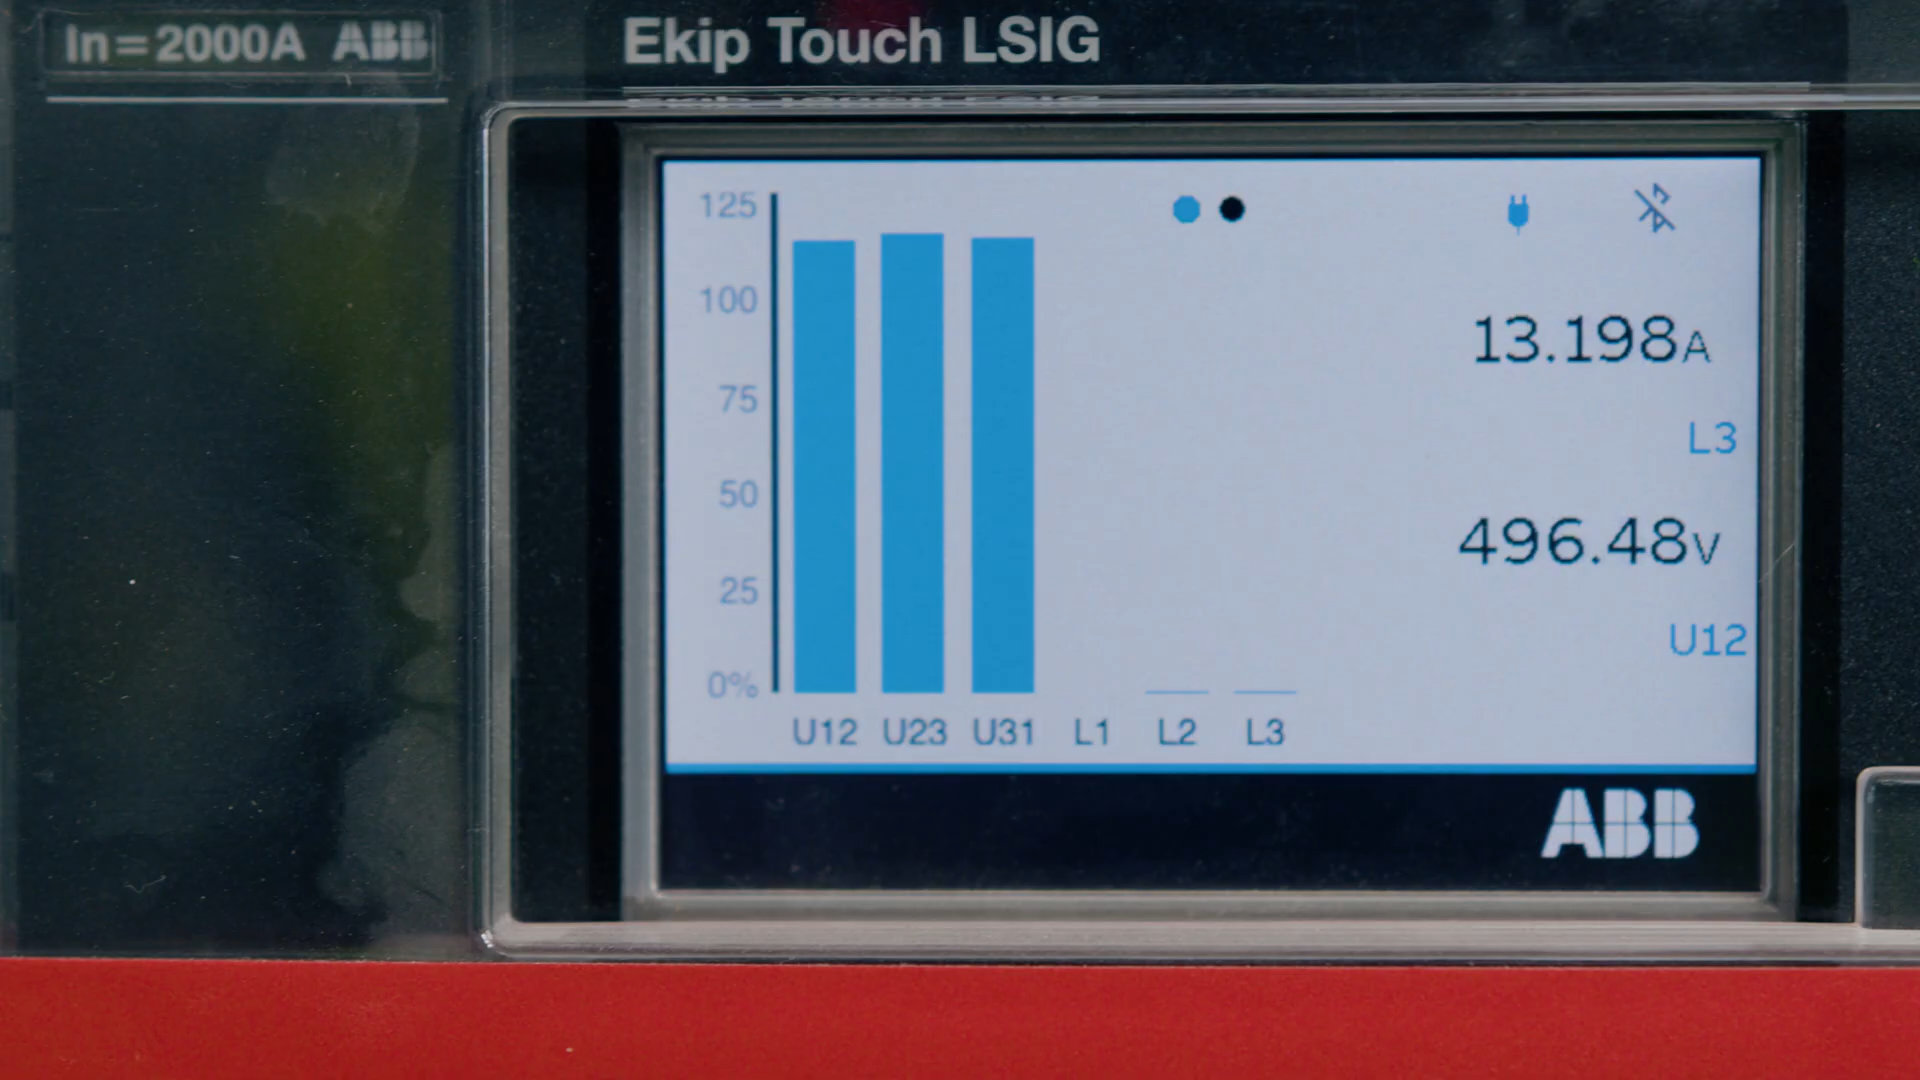 In=2000A ABB
Ekip Touch LSIG
125
100
75
50
25
0%
U12 U23 U31 L1 L2 L3
13.198A
L3
496.48V
U12
ABB